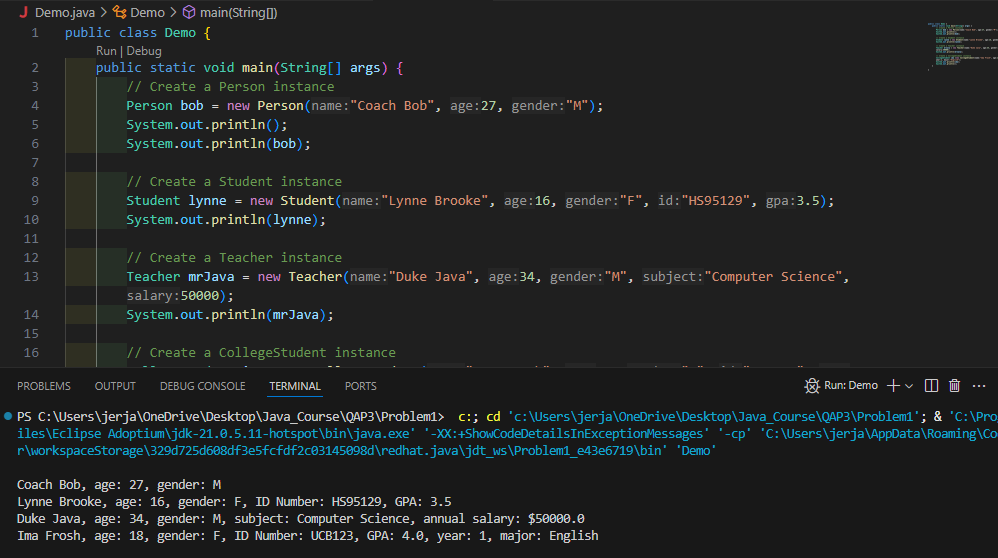 Demo.java > Demo > main(String[])
1 public class Demo {
Run | Debug
2 public static void main(String[] args) {
3 // Create a Person instance
4 Person bob = new Person(name:"Coach Bob", age:27, gender:"M");
5 System.out.println();
6 System.out.println(bob);
7
8 // Create a Student instance
9 Student lynne = new Student(name:"Lynne Brooke", age:16, gender:"F", id:"HS95129", gpa:3.5);
10 System.out.println(lynne);
11
12 // Create a Teacher instance
13 Teacher mrJava = new Teacher(name:"Duke Java", age:34, gender:"M", subject:"Computer Science",
salary:50000);
14 System.out.println(mrJava);
15
16 // Create a CollegeStudent instance
PROBLEMS OUTPUT DEBUG CONSOLE TERMINAL PORTS Run: Demo
PS C:\Users\jerja\OneDrive\Desktop\Java_Course\QAP3\Problem1> c:; cd 'c:\Users\jerja\OneDrive\Desktop\Java_Course\QAP3\Problem1'; & 'C:\Pro
iles\Eclipse Adoptium\jdk-21.0.5.11-hotspot\bin\java.exe' '-XX:+ShowCodeDetailsInExceptionMessages' '-cp' 'C:\Users\jerja\AppData\Roaming\Co
r\workspaceStorage\329d725d608df3e5fcfdf2c03145098d\redhat.java\jdt_ws\Problem1_e43e6719\bin' 'Demo'
Coach Bob, age: 27, gender: M
Lynne Brooke, age: 16, gender: F, ID Number: HS95129, GPA: 3.5
Duke Java, age: 34, gender: M, subject: Computer Science, annual salary: $50000.0
Ima Frosh, age: 18, gender: F, ID Number: UCB123, GPA: 4.0, year: 1, major: English